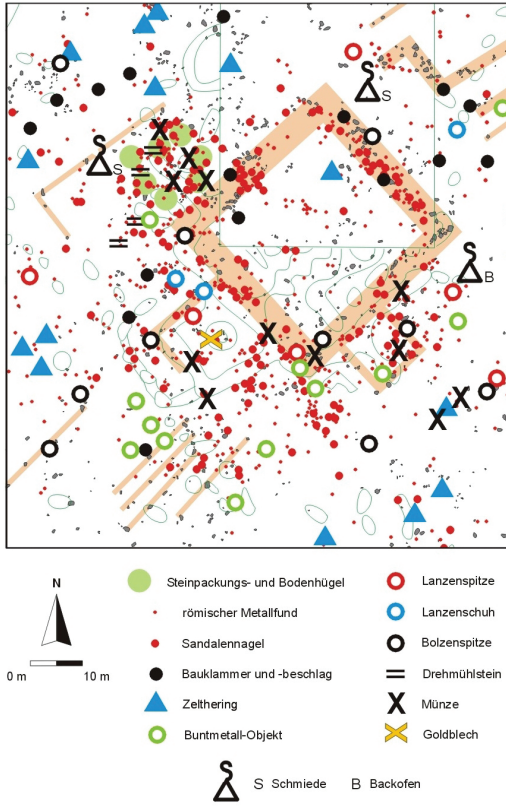 S
S
B
N
0 m 10 m
Steinpackungs- und Bodenhügel
römischer Metallfund
Sandalennagel
Bauklammer und -beschlag
Zelthering
Buntmetall-Objekt
Lanzenspitze
Lanzenschuh
Bolzenspitze
Drehmühlstein
Münze
Goldblech
S Schmiede B Backofen